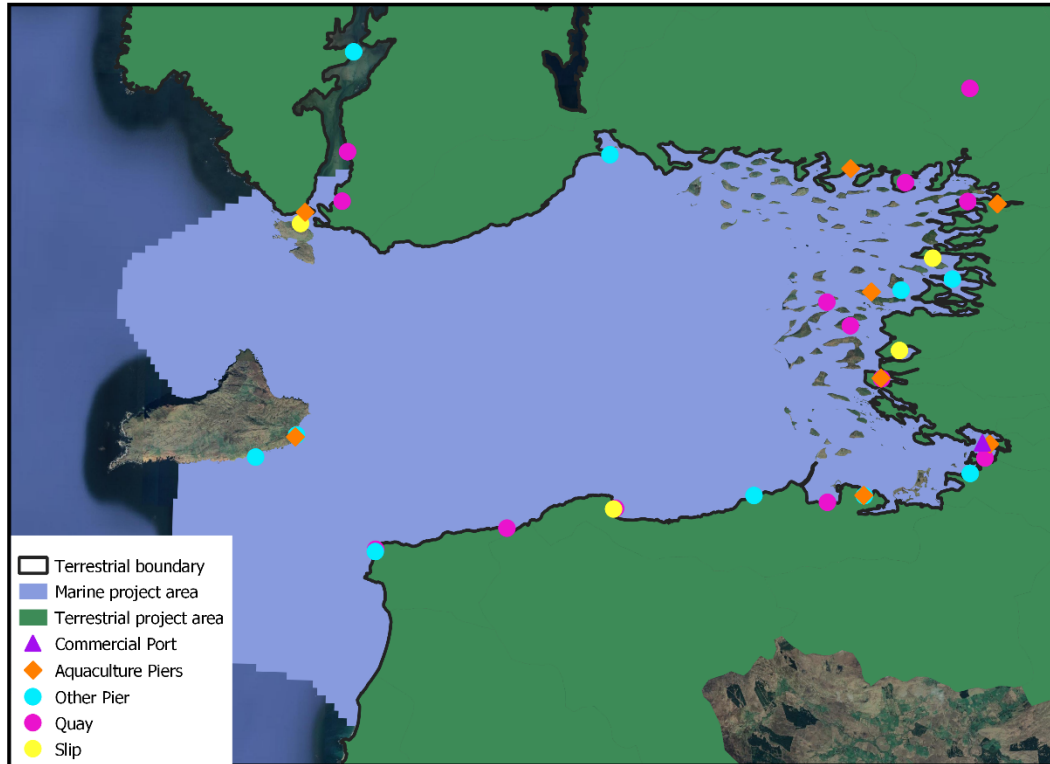 Terrestrial boundary
Marine project area
Terrestrial project area
Commercial Port
Aquaculture Piers
Other Pier
Quay
Slip